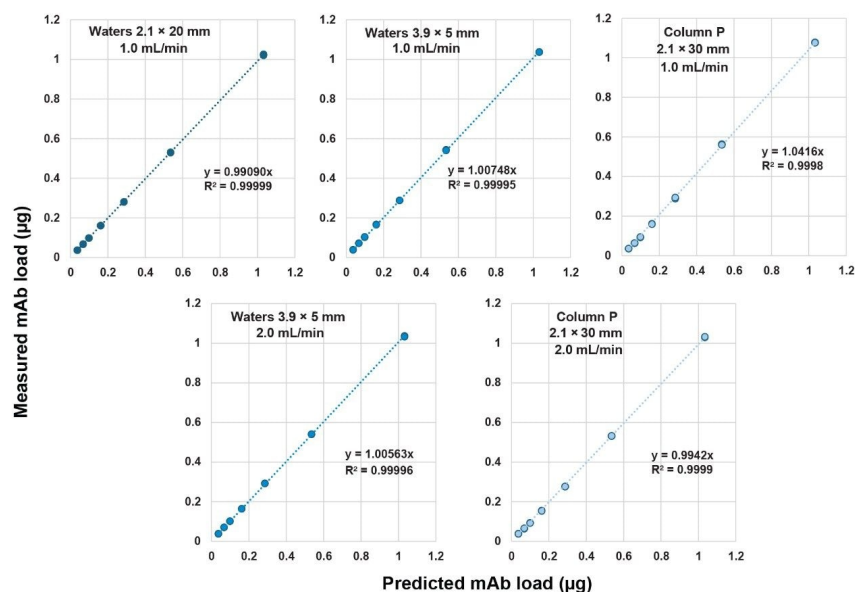 Waters 2.1 × 20 mm
1.0 mL/min
1.2
1
0.8
0.6
0.4
0.2
0
y = 0.99090x
R² = 0.99999
0 0.2 0.4 0.6 0.8 1 1.2
Waters 3.9 × 5 mm
1.0 mL/min
1.2
1
0.8
0.6
0.4
0.2
0
y = 1.00748x
R² = 0.99995
0 0.2 0.4 0.6 0.8 1 1.2
Column P
2.1 × 30 mm
1.0 mL/min
1.2
1
0.8
0.6
0.4
0.2
0
y = 1.0416x
R² = 0.9998
0 0.2 0.4 0.6 0.8 1 1.2
Measured mAb load (µg)
Waters 3.9 × 5 mm
2.0 mL/min
1.2
1
0.8
0.6
0.4
0.2
0
y = 1.00563x
R² = 0.99996
0 0.2 0.4 0.6 0.8 1 1.2
Column P
2.1 × 30 mm
2.0 mL/min
1.2
1
0.8
0.6
0.4
0.2
0
y = 0.9942x
R² = 0.9999
0 0.2 0.4 0.6 0.8 1 1.2
Predicted mAb load (µg)